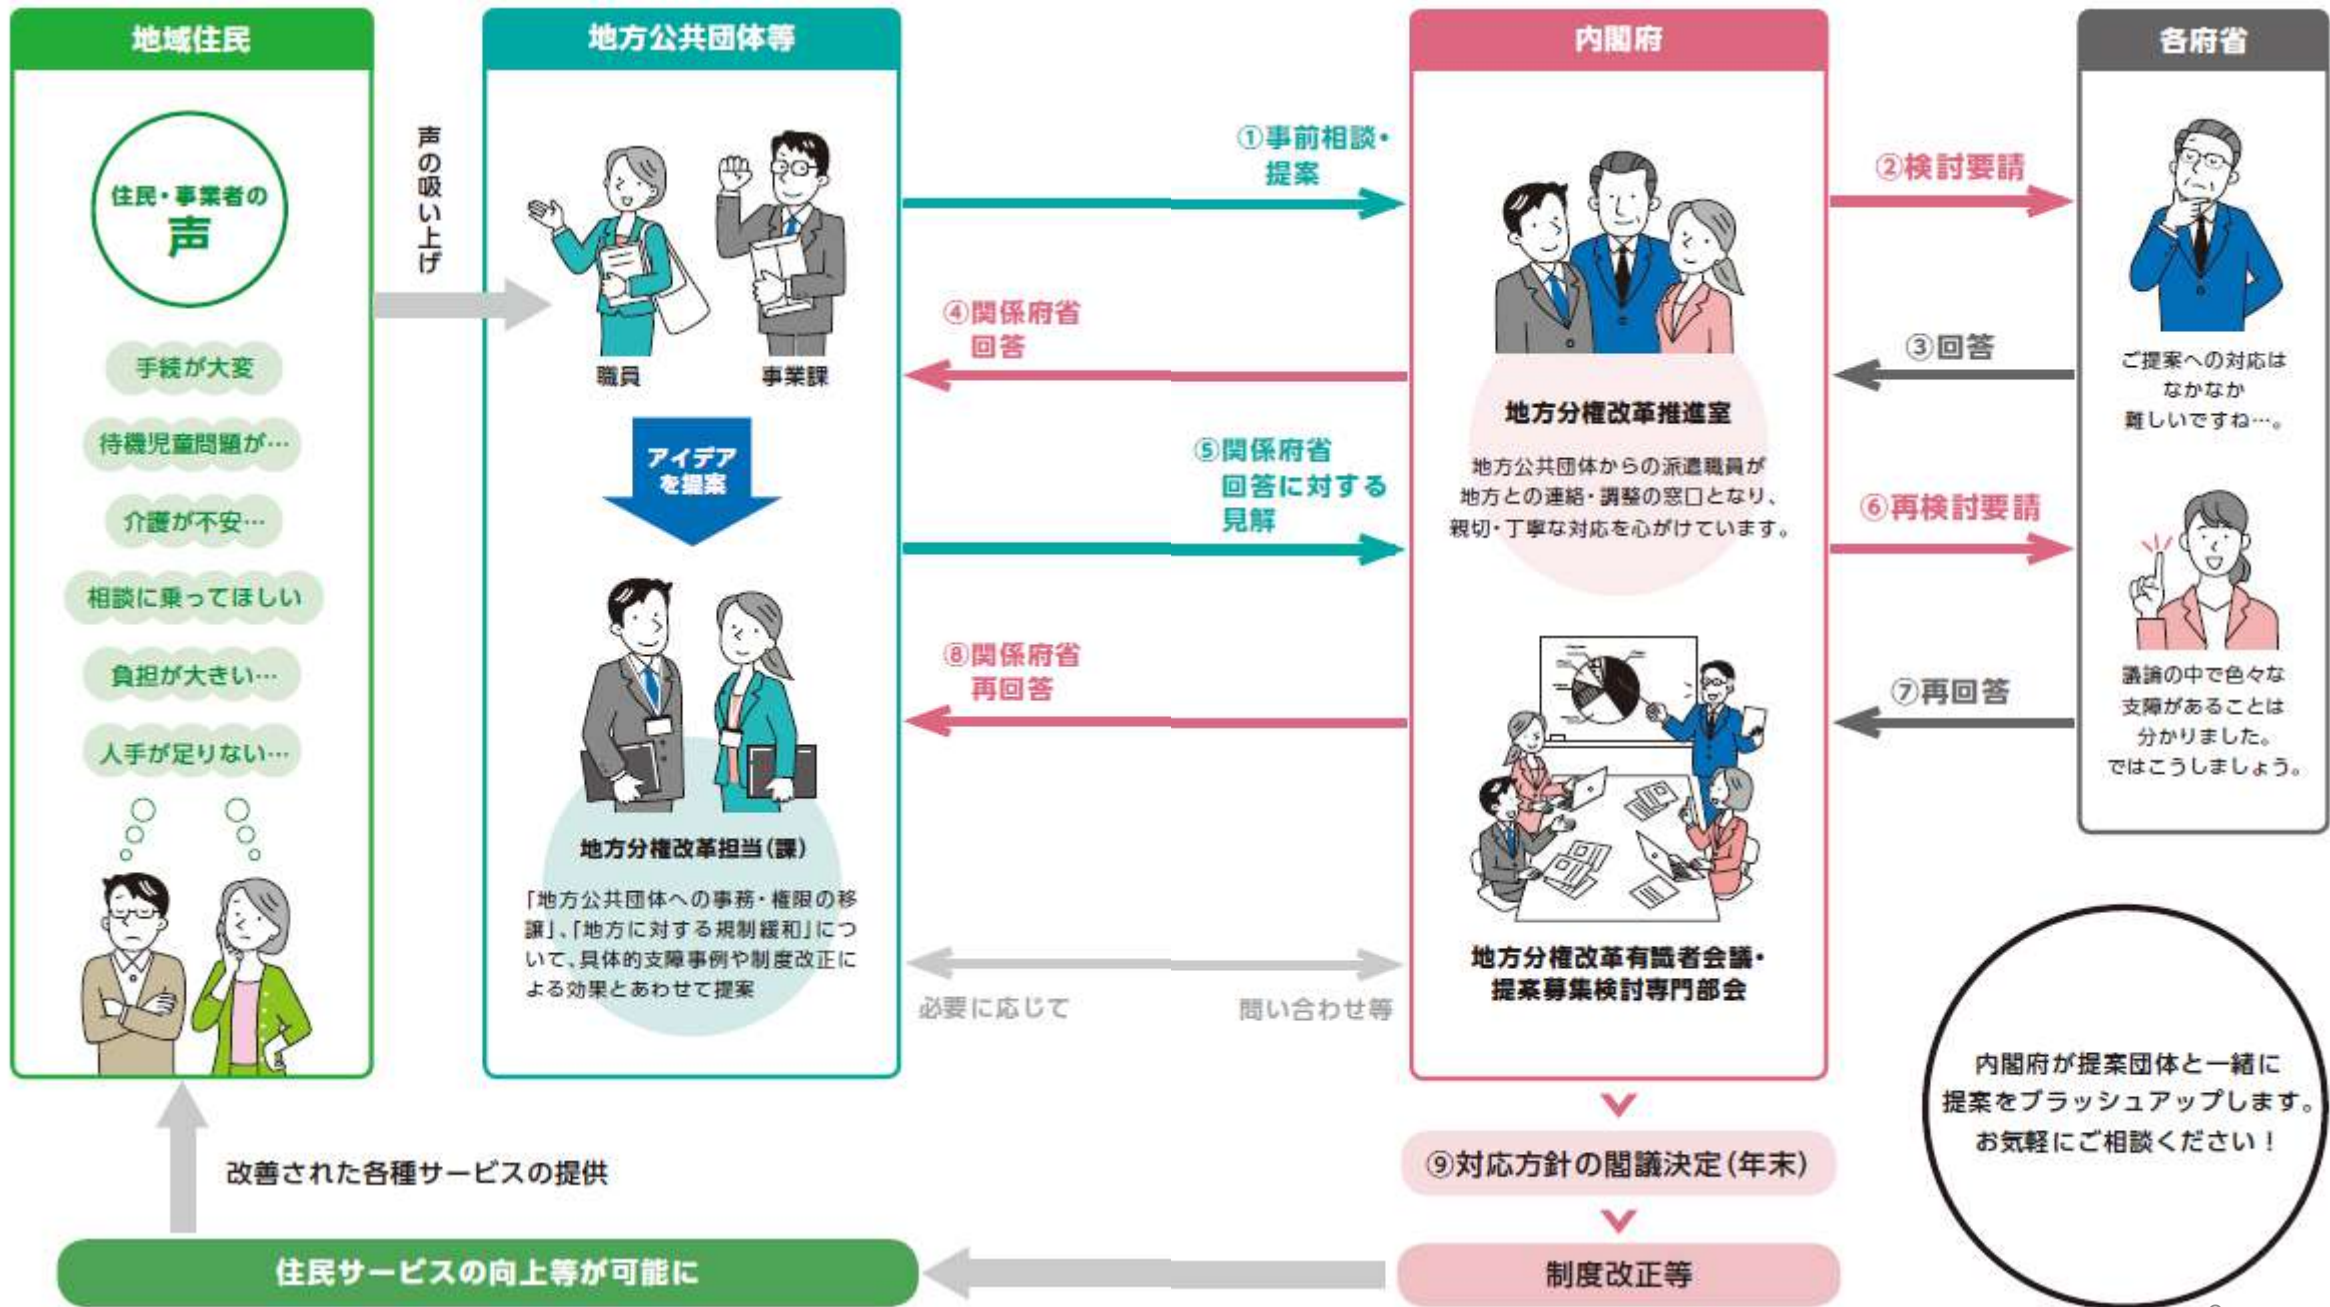 地域住民
住民・事業者の
声
手続が大変
待機児童問題が…
介護が不安…
相談に乗ってほしい
負担が大きい…
人手が足りない…
声の吸い上げ
地方公共団体等
職員
事業課
アイデア
を提案
地方分権改革担当(課)
「地方公共団体への事務・権限の移
譲」、「地方に対する規制緩和」につ
いて、具体的支障事例や制度改正に
よる効果とあわせて提案
①事前相談・
提案
④関係府省
回答
⑤関係府省
回答に対する
見解
⑧関係府省
再回答
必要に応じて
問い合わせ等
内閣府
地方分権改革推進室
地方公共団体からの派遣職員が
地方との連絡・調整の窓口となり、
親切・丁寧な対応を心がけています。
地方分権改革有識者会議・
提案募集検討専門部会
②検討要請
③回答
⑥再検討要請
⑦再回答
各府省
ご提案への対応は
なかなか
難しいですね…。
議論の中で色々な
支障があることは
分かりました。
ではこうしましょう。
内閣府が提案団体と一緒に
提案をブラッシュアップします。
お気軽にご相談ください！
⑨対応方針の閣議決定(年末)
制度改正等
住民サービスの向上等が可能に
改善された各種サービスの提供